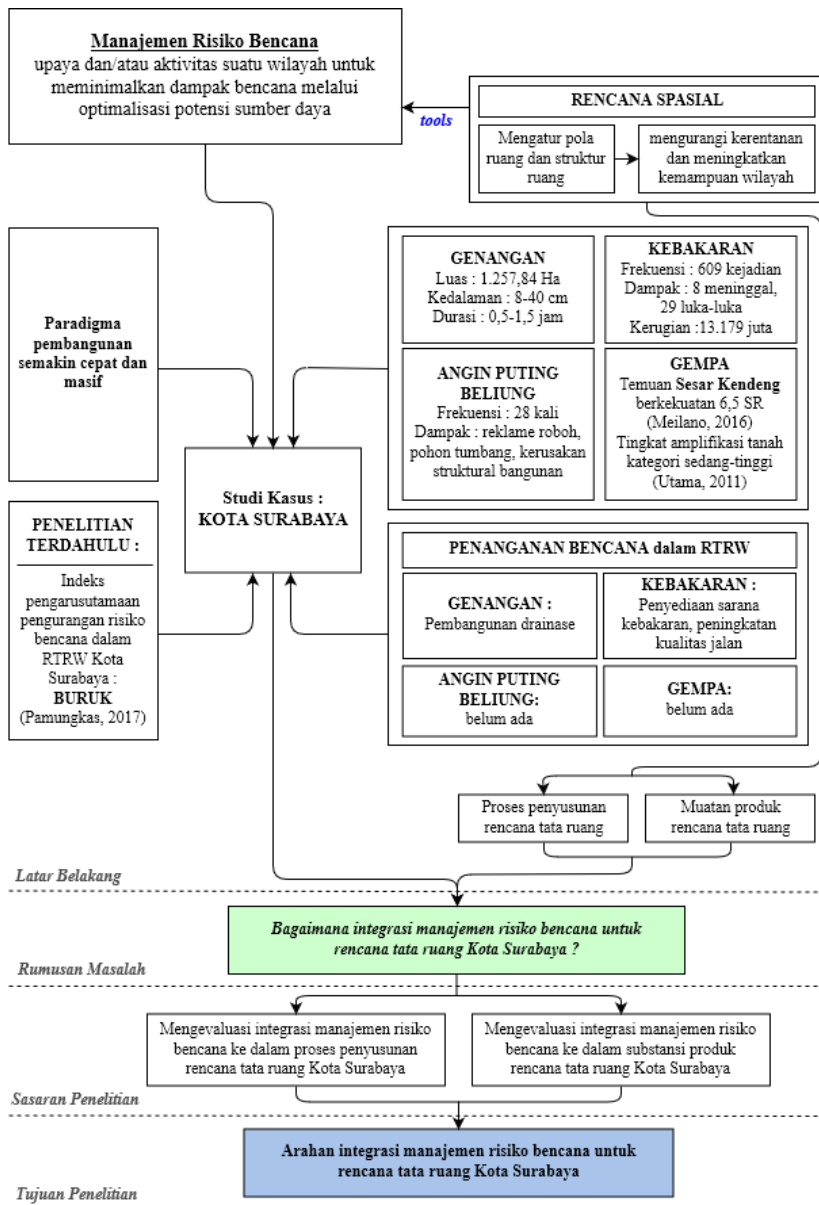 Manajemen Risiko Bencana
upaya dan/atau aktivitas suatu wilayah untuk
meminimalkan dampak bencana melalui
optimalisasi potensi sumber daya
tools
RENCANA SPASIAL
Mengatur pola
ruang dan struktur
ruang
mengurangi kerentanan
dan meningkatkan
kemampuan wilayah
Paradigma
pembangunan
semakin cepat dan
masif
GENANGAN
Luas : 1.257,84 Ha
Kedalaman : 8-40 cm
Durasi : 0,5-1,5 jam
KEBAKARAN
Frekuensi : 609 kejadian
Dampak : 8 meninggal,
29 luka-luka
Kerugian :13.179 juta
ANGIN PUTING
BELIUNG
Frekuensi : 28 kali
Dampak : reklame roboh,
pohon tumbang, kerusakan
struktural bangunan
GEMPA
Temuan Sesar Kendeng
berkekuatan 6,5 SR
(Meilano, 2016)
Tingkat amplifikasi tanah
kategori sedang-tinggi
(Utama, 2011)
Studi Kasus :
KOTA SURABAYA
PENELITIAN
TERDAHULU :
Indeks
pengarusutamaan
pengurangan risiko
bencana dalam
RTRW Kota
Surabaya :
BURUK
(Pamungkas, 2017)
PENANGANAN BENCANA dalam RTRW
GENANGAN :
Pembangunan drainase
KEBAKARAN :
Penyediaan sarana
kebakaran, peningkatan
kualitas jalan
ANGIN PUTING
BELIUNG:
belum ada
GEMPA:
belum ada
Proses penyusunan
rencana tata ruang
Muatan produk
rencana tata ruang
Latar Belakang
Bagaimana integrasi manajemen risiko bencana untuk
rencana tata ruang Kota Surabaya ?
Rumusan Masalah
Mengevaluasi integrasi manajemen risiko
bencana ke dalam proses penyusunan
rencana tata ruang Kota Surabaya
Mengevaluasi integrasi manajemen risiko
bencana ke dalam substansi produk
rencana tata ruang Kota Surabaya
Sasaran Penelitian
Arahan integrasi manajemen risiko bencana untuk
rencana tata ruang Kota Surabaya
Tujuan Penelitian